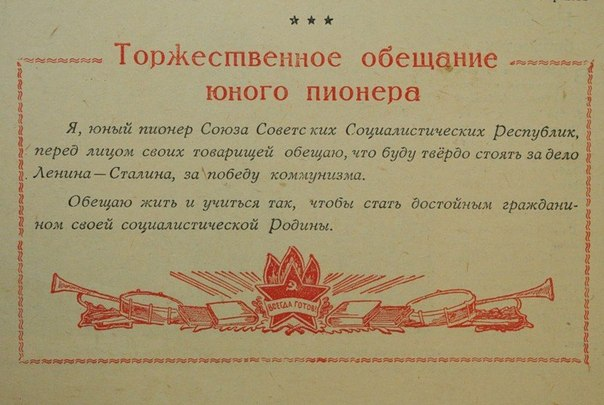 Торжественное обещание
юного пионера
Я, юный пионер Союза Советских Социалистических Республик,
перед лицом своих товарищей обещаю, что буду твёрдо стоять за дело
Ленина—Сталина, за победу коммунизма.
Обещаю жить и учиться так, чтобы стать достойным граждани-
ном своей социалистической Родины.
ВСЕГДА ГОТОВ!